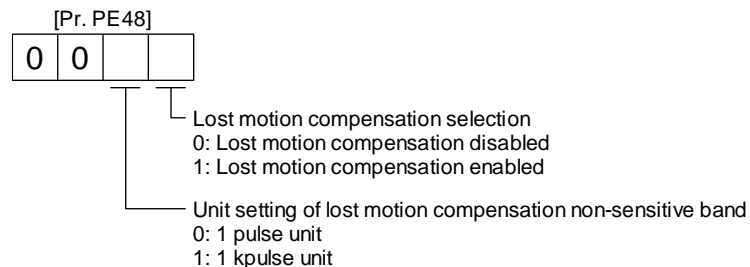 [Pr. PE48]
0 0
Lost motion compensation selection
0: Lost motion compensation disabled
1: Lost motion compensation enabled
Unit setting of lost motion compensation non-sensitive band
0: 1 pulse unit
1: 1 kpulse unit